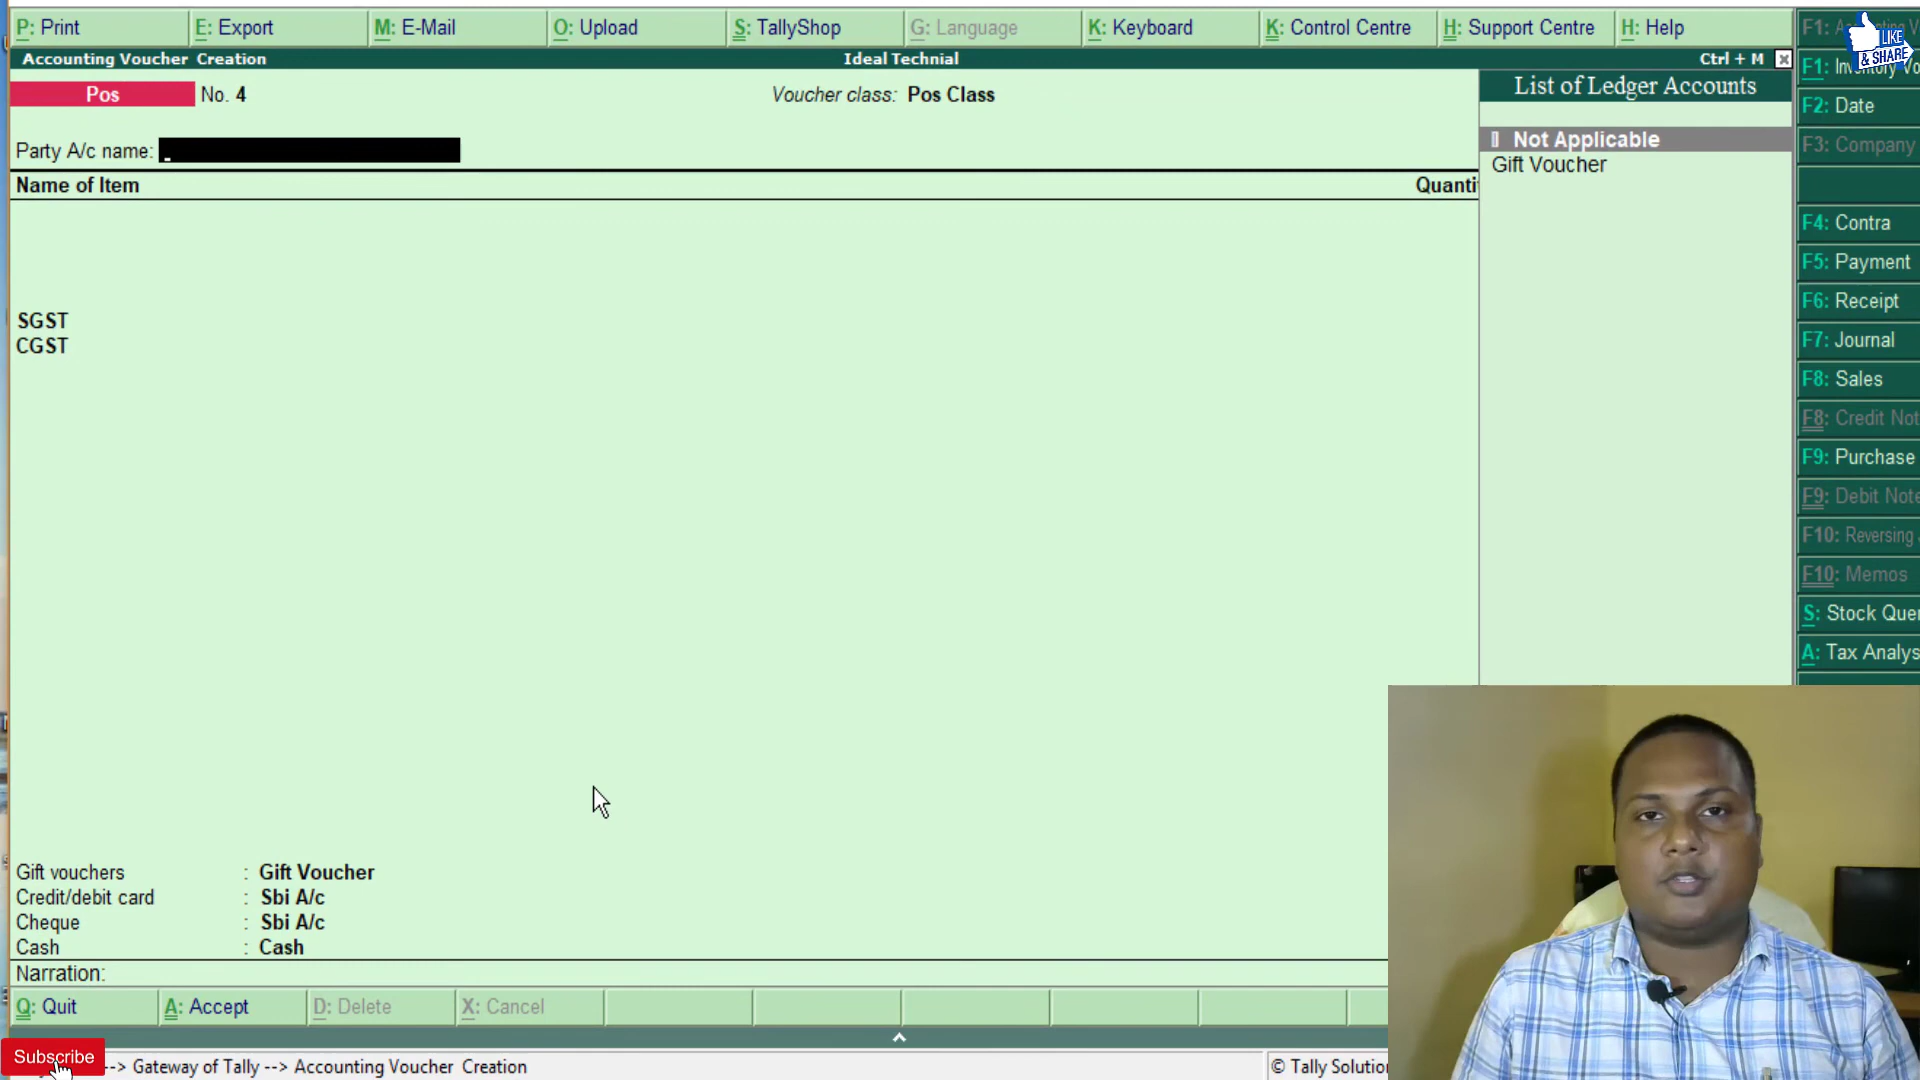 P: Print E: Export M: E-Mail O: Upload S: TallyShop G: Language K: Keyboard K: Control Centre H: Support Centre H: Help
Accounting Voucher Creation Ideal Technial Ctrl + M
Pos No. 4 Voucher class: Pos Class
Party A/c name:
Name of Item Quanti
SGST
CGST
Gift vouchers : Gift Voucher
Credit/debit card : Sbi A/c
Cheque : Sbi A/c
Cash : Cash
Narration:
Q: Quit A: Accept D: Delete X: Cancel
Subscribe
--> Gateway of Tally --> Accounting Voucher Creation © Tally Solution
List of Ledger Accounts
Not Applicable
Gift Voucher
LIKE
& SHARE
F1:
F1: Inventory Vo
F2: Date
F3: Company
F4: Contra
F5: Payment
F6: Receipt
F7: Journal
F8: Sales
F8: Credit Not
F9: Purchase
F9: Debit Note
F10: Reversing
F10: Memos
S: Stock Quer
A: Tax Analys